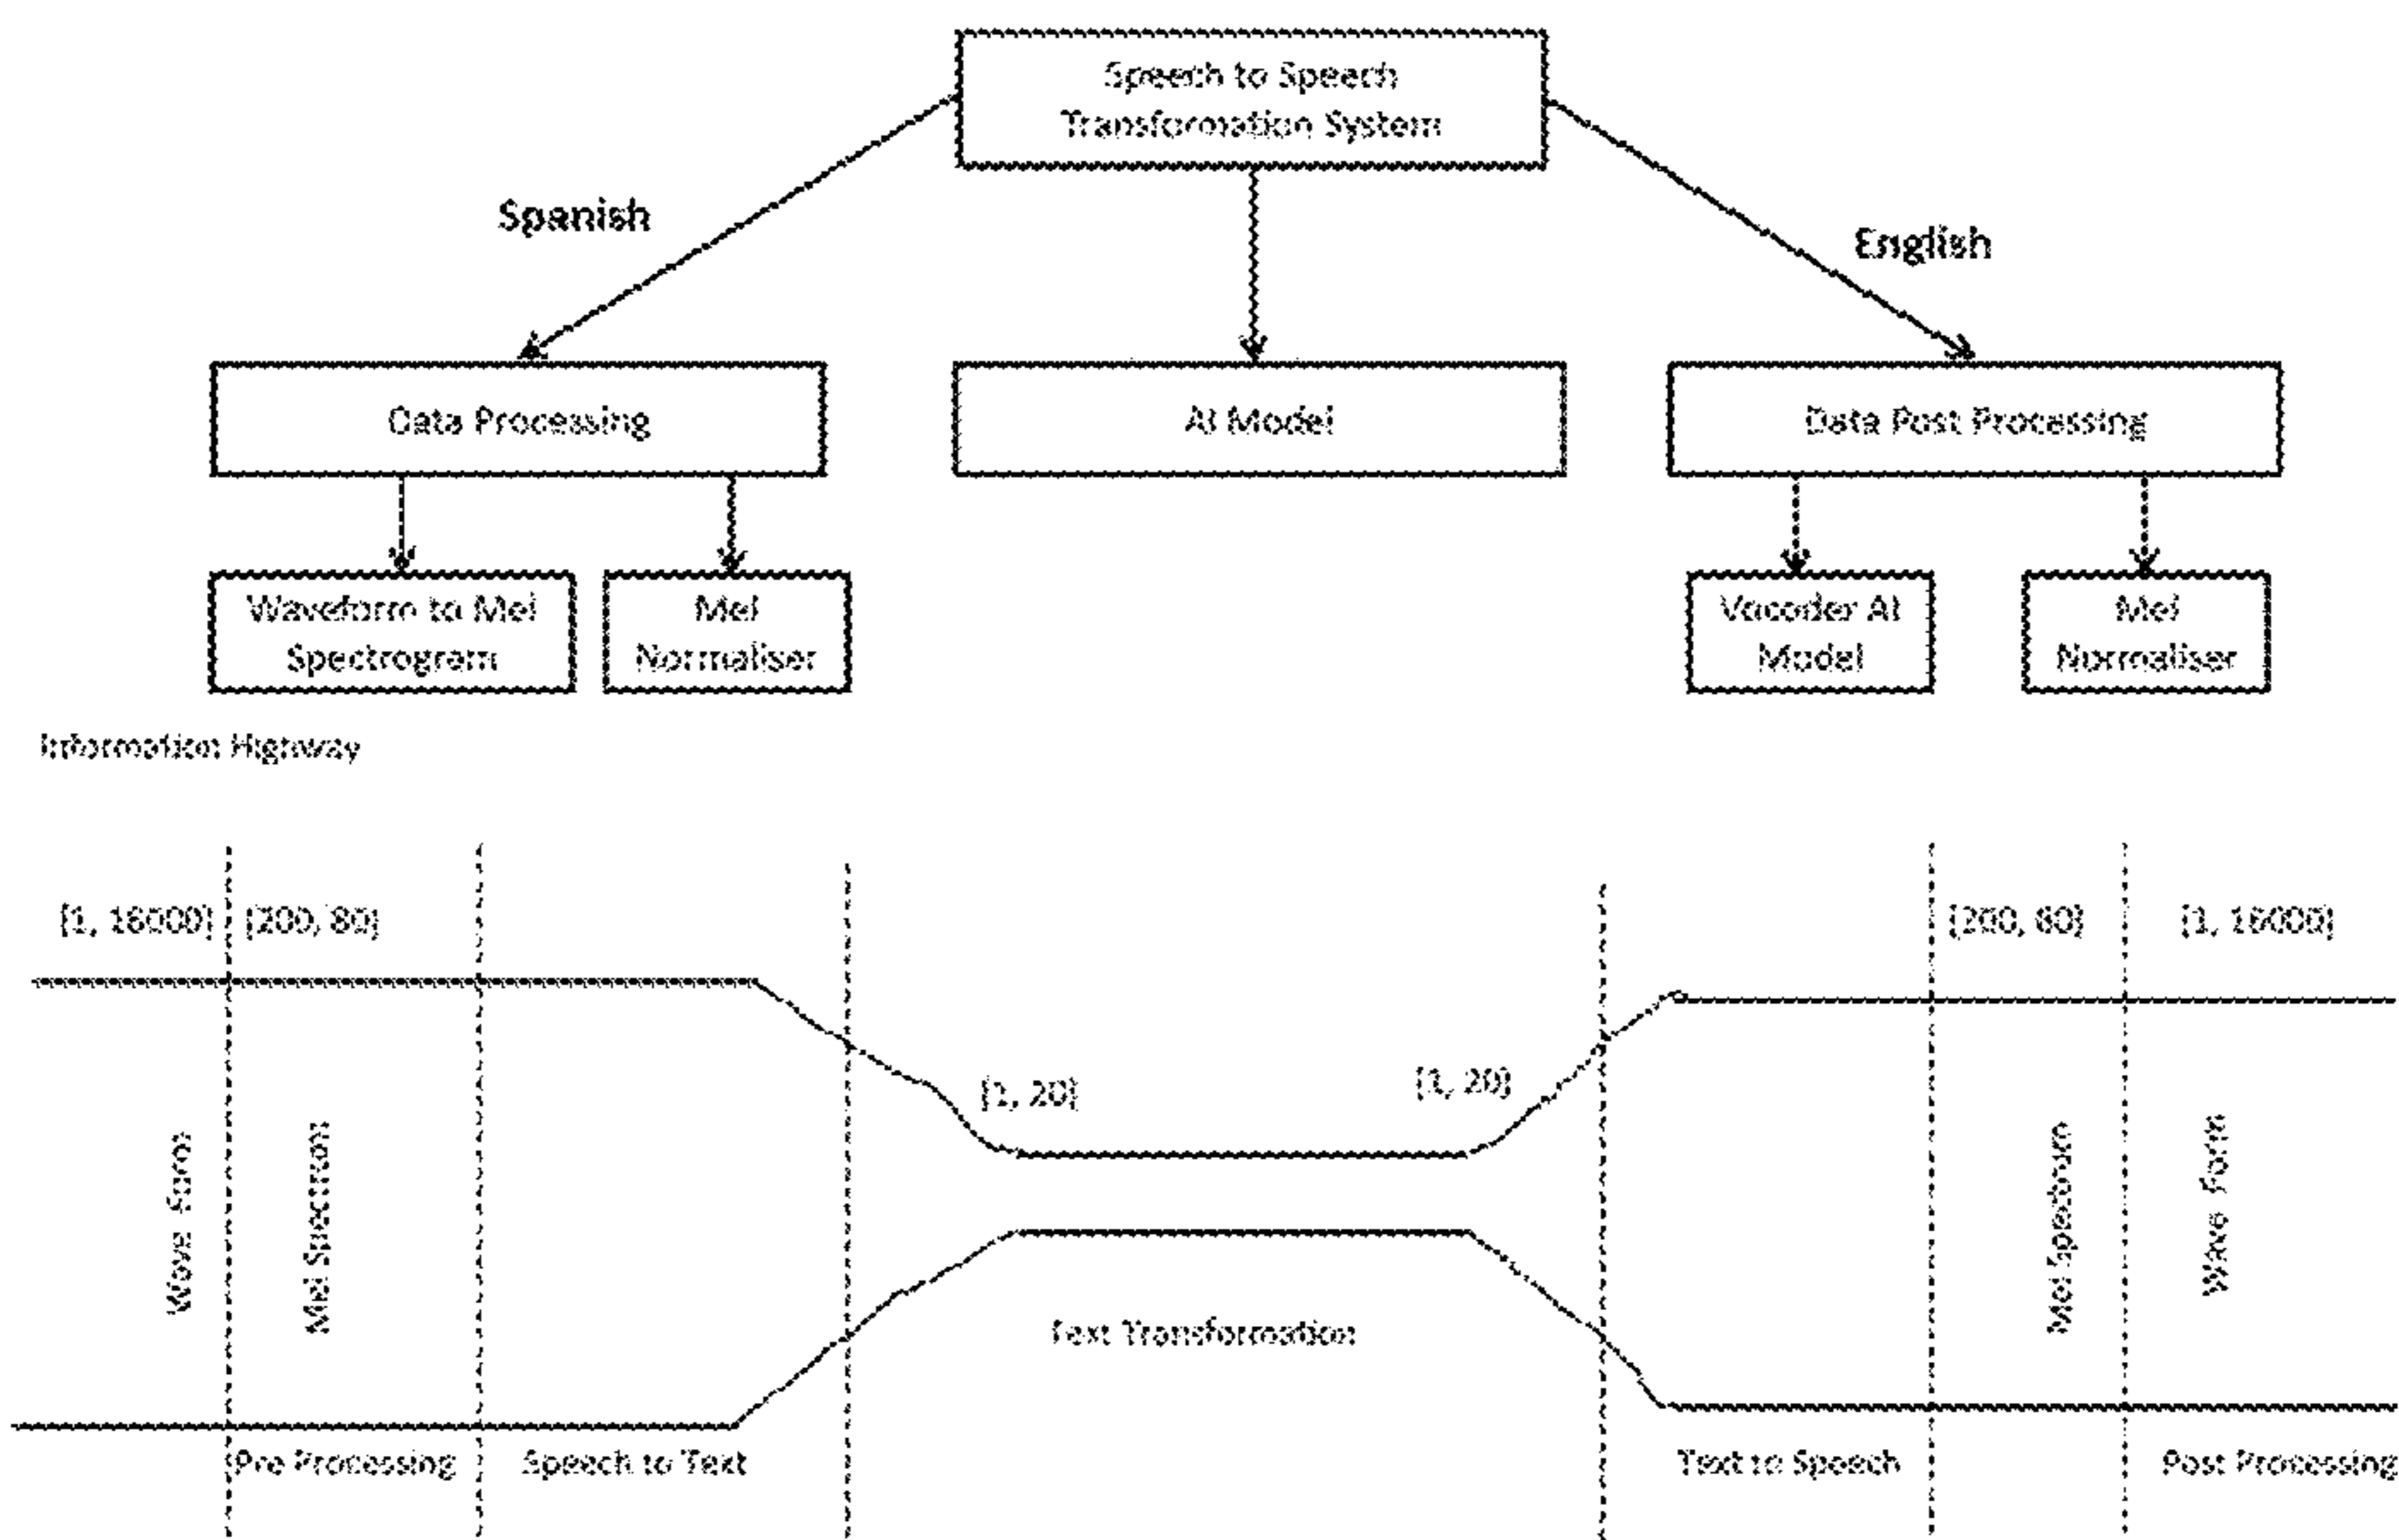 Speech to Speech
Transformation System
Spanish
English
Data Processing
AI Model
Data Post Processing
Waveform to Mel
Spectrogram
Mel
Normaliser
Vocoder AI
Model
Mel
Normaliser
Information Highway
[1, 16000]
[200, 80]
[200, 80]
[1, 16000]
[1, 20]
[1, 20]
Wave Form
Mel Spectrum
Mel Spectrum
Wave Form
Text Transformation
Pre Processing
Speech to Text
Text to Speech
Post Processing